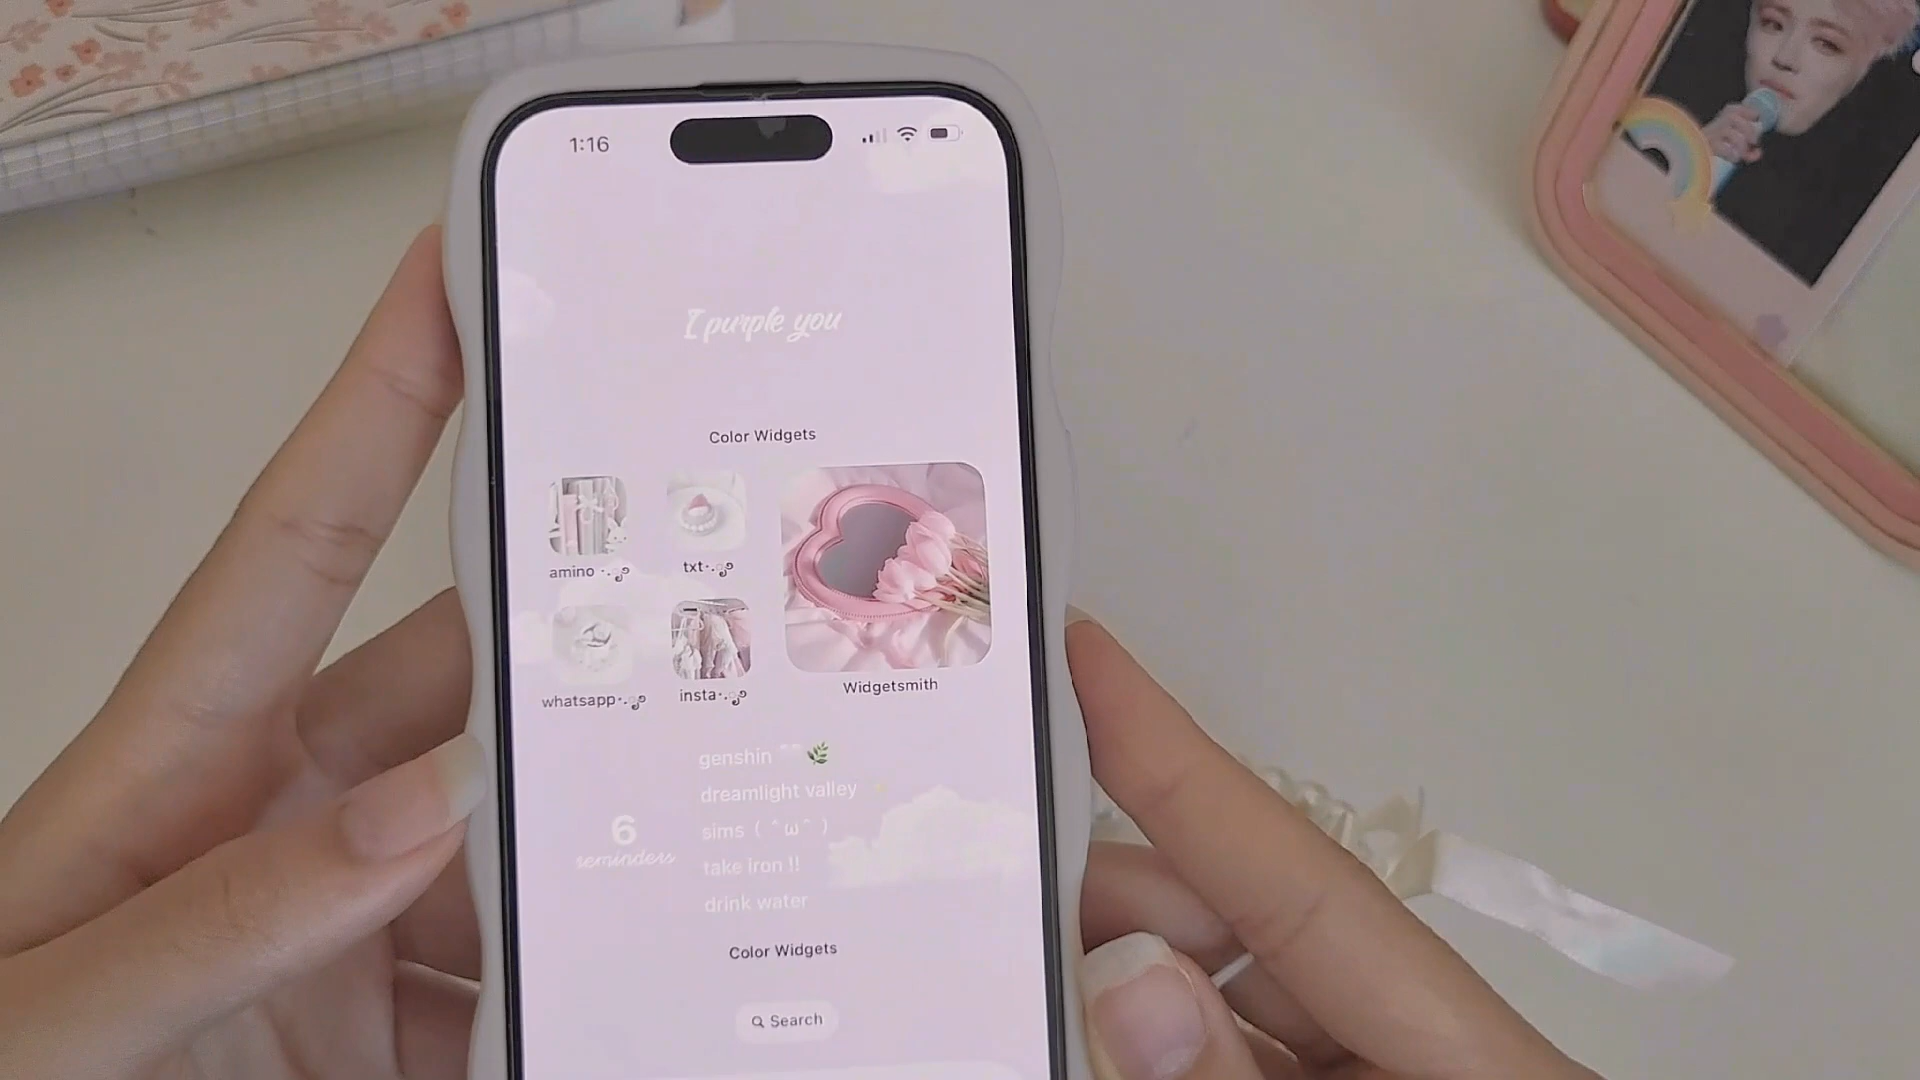 1:16
I purple you
Color Widgets
amino ·.ೃ࿔
txt·.ೃ࿔
whatsapp·.ೃ࿔
insta·.ೃ࿔
Widgetsmith
genshin ᵔᵔ 🌿
dreamlight valley ✨
sims ( ^ω^ )
take iron !!
drink water
6
reminders
Color Widgets
Search